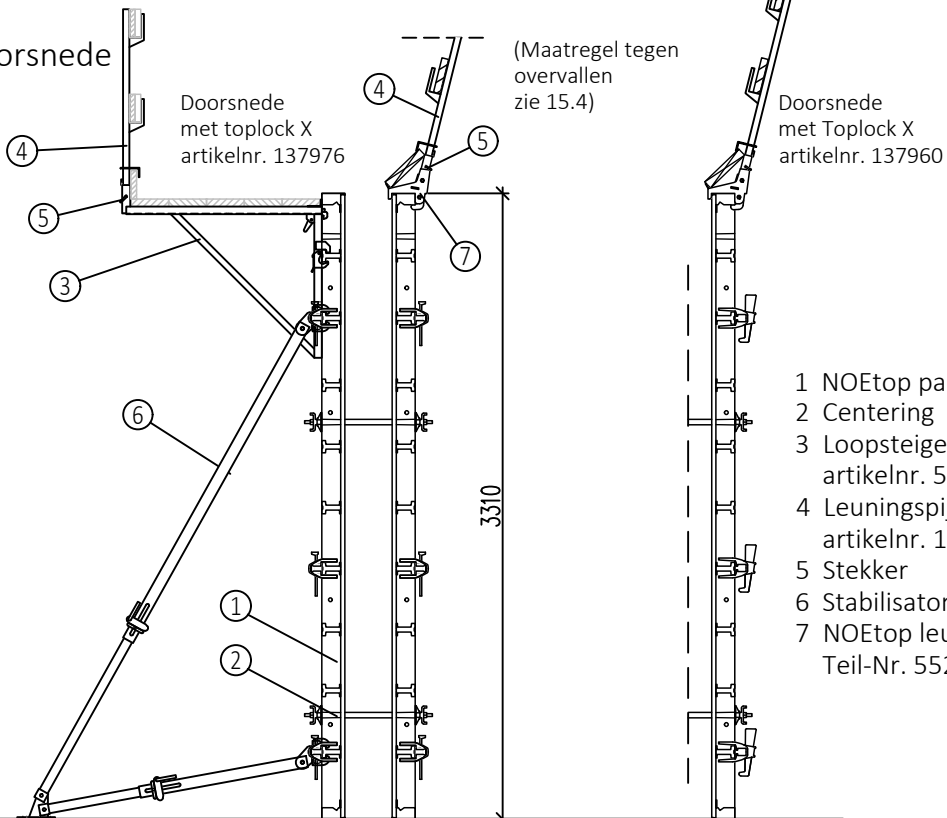 orsnede
Doorsnede
met toplock X
artikelnr. 137976
(Maatregel tegen
overvallen
zie 15.4)
Doorsnede
met Toplock X
artikelnr. 137960
4
5
3
6
1
2
4
5
7
3310
1 NOEtop pa
2 Centering
3 Loopsteige
artikelnr. 5
4 Leuningspij
artikelnr. 1
5 Stekker
6 Stabilisator
7 NOEtop leu
Teil-Nr. 552